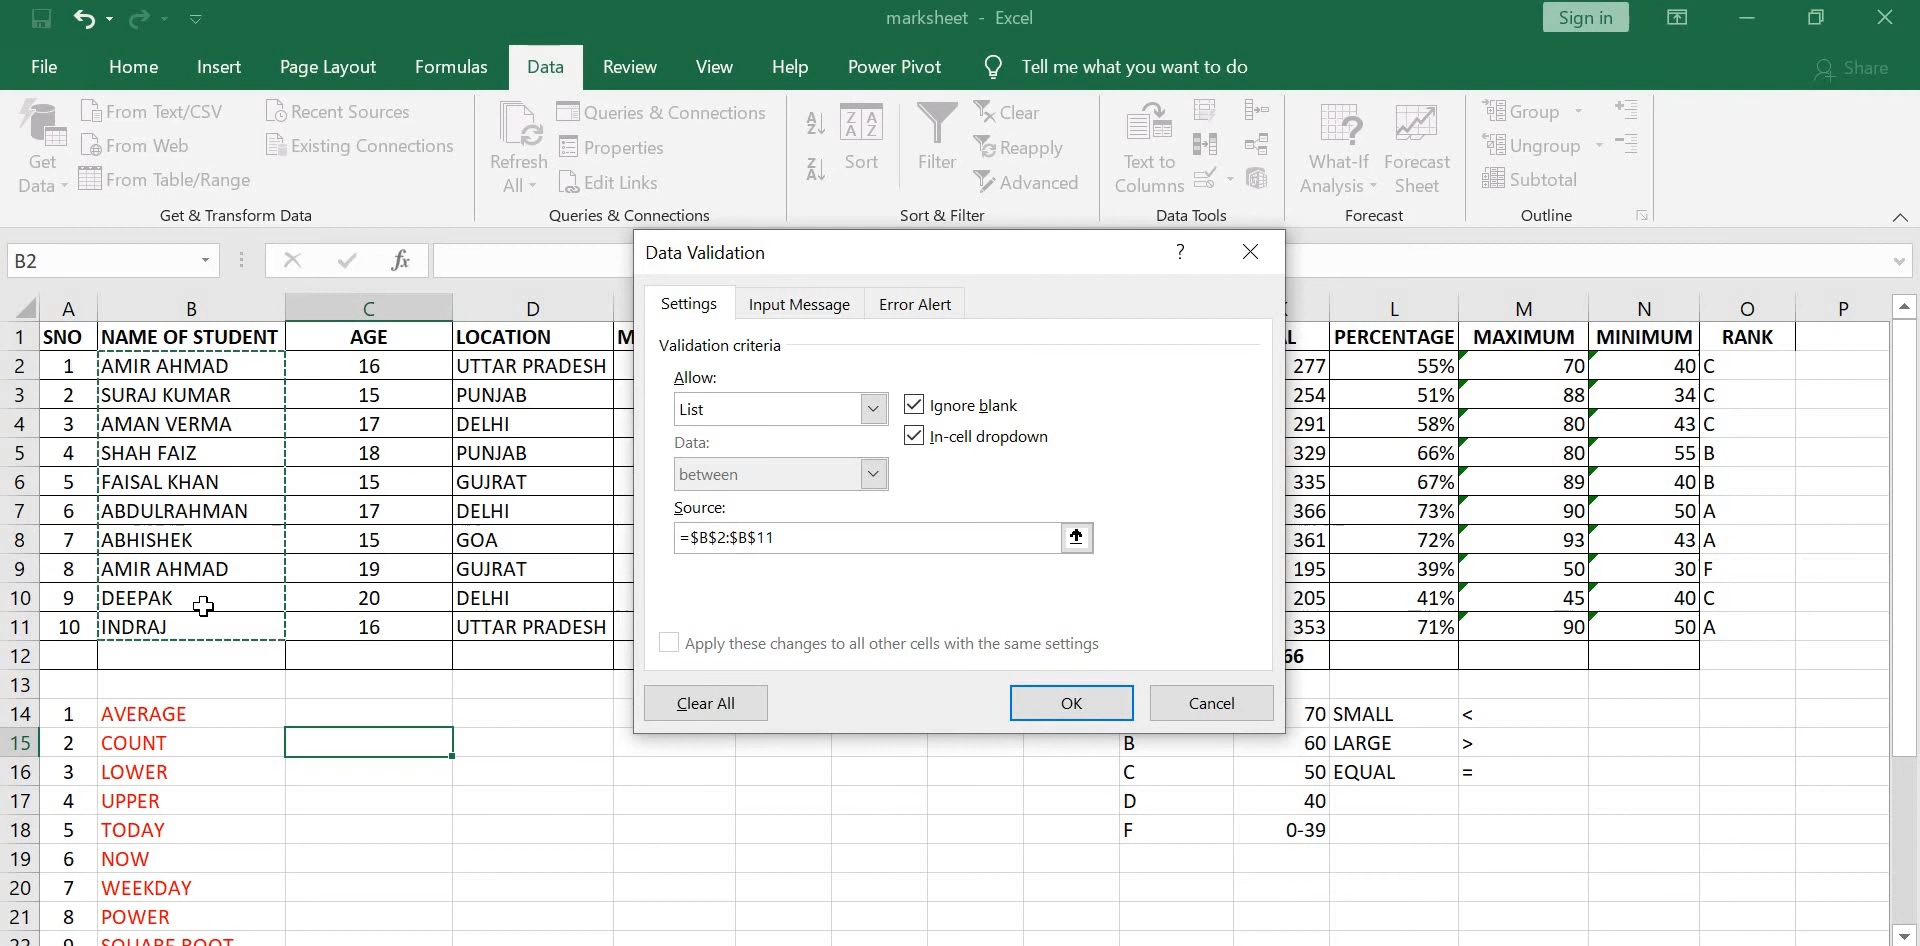 marksheet - Excel
Sign in
File Home Insert Page Layout Formulas Data Review View Help Power Pivot Tell me what you want to do Share
Get Data
From Text/CSV
From Web
From Table/Range
Recent Sources
Existing Connections
Get & Transform Data
Refresh All
Queries & Connections
Properties
Edit Links
Queries & Connections
Sort
Filter
Clear
Reapply
Advanced
Sort & Filter
Text to Columns
Data Tools
What-If Analysis
Forecast Sheet
Forecast
Group
Ungroup
Subtotal
Outline
B2 fx
A B C D L M N O P
1 SNO NAME OF STUDENT AGE LOCATION M L PERCENTAGE MAXIMUM MINIMUM RANK
2 1 AMIR AHMAD 16 UTTAR PRADESH 277 55% 70 40 C
3 2 SURAJ KUMAR 15 PUNJAB 254 51% 88 34 C
4 3 AMAN VERMA 17 DELHI 291 58% 80 43 C
5 4 SHAH FAIZ 18 PUNJAB 329 66% 80 55 B
6 5 FAISAL KHAN 15 GUJRAT 335 67% 89 40 B
7 6 ABDULRAHMAN 17 DELHI 366 73% 90 50 A
8 7 ABHISHEK 15 GOA 361 72% 93 43 A
9 8 AMIR AHMAD 19 GUJRAT 195 39% 50 30 F
10 9 DEEPAK 20 DELHI 205 41% 45 40 C
11 10 INDRAJ 16 UTTAR PRADESH 353 71% 90 50 A
12 66
13
14 1 AVERAGE 70 SMALL <
15 2 COUNT B 60 LARGE >
16 3 LOWER C 50 EQUAL =
17 4 UPPER D 40
18 5 TODAY F 0-39
19 6 NOW
20 7 WEEKDAY
21 8 POWER
22 9 SQUARE ROOT
Data Validation ?
Settings Input Message Error Alert
Validation criteria
Allow:
List
Ignore blank
In-cell dropdown
Data:
between
Source:
=$B$2:$B$11
Apply these changes to all other cells with the same settings
Clear All OK Cancel